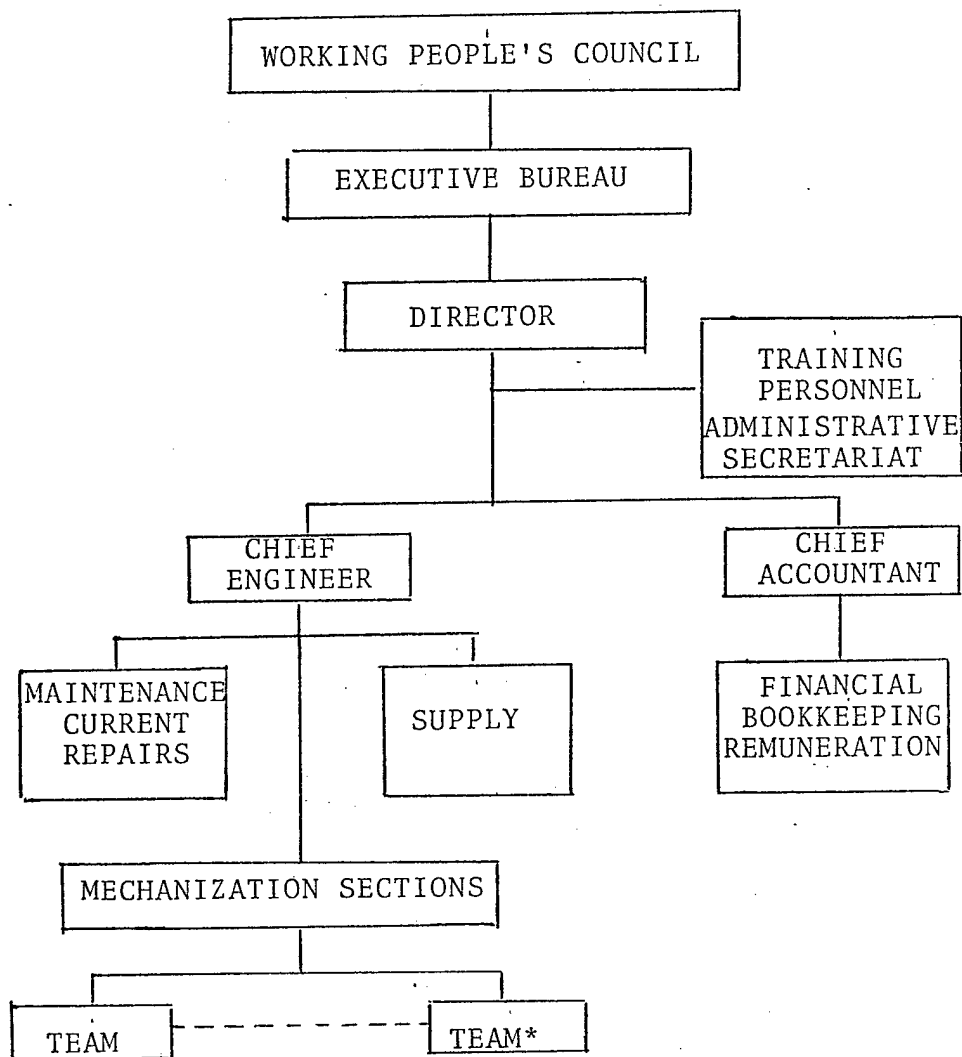 WORKING PEOPLE'S COUNCIL
EXECUTIVE BUREAU
DIRECTOR
TRAINING
PERSONNEL
ADMINISTRATIVE
SECRETARIAT
CHIEF
ENGINEER
CHIEF
ACCOUNTANT
MAINTENANCE
CURRENT
REPAIRS
SUPPLY
FINANCIAL
BOOKKEEPING
REMUNERATION
MECHANIZATION SECTIONS
TEAM
TEAM*